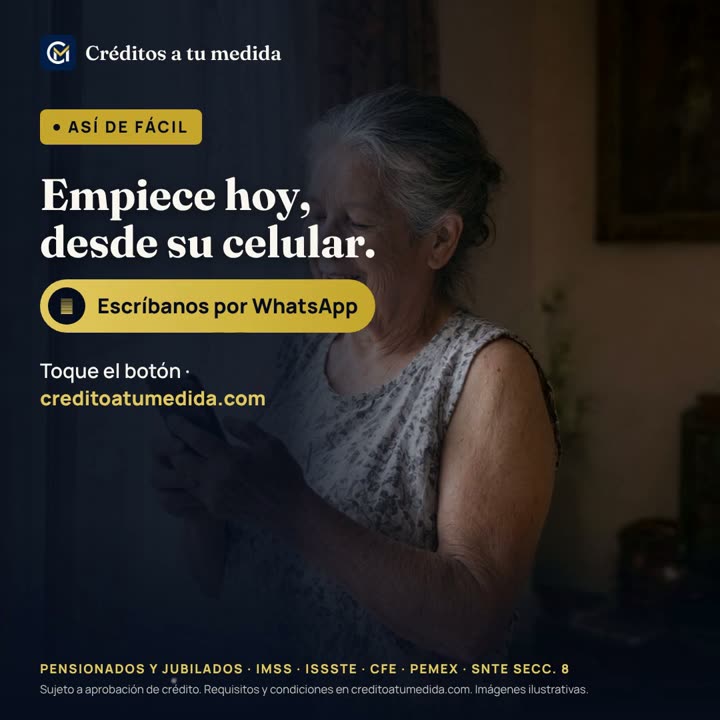 Créditos a tu medida
• ASÍ DE FÁCIL
Empiece hoy,
desde su celular.
Escríbanos por WhatsApp
Toque el botón ·
creditoatumedida.com
PENSIONADOS Y JUBILADOS · IMSS · ISSSTE · CFE · PEMEX · SNTE SECC. 8
Sujeto a aprobación de crédito. Requisitos y condiciones en creditoatumedida.com. Imágenes ilustrativas.